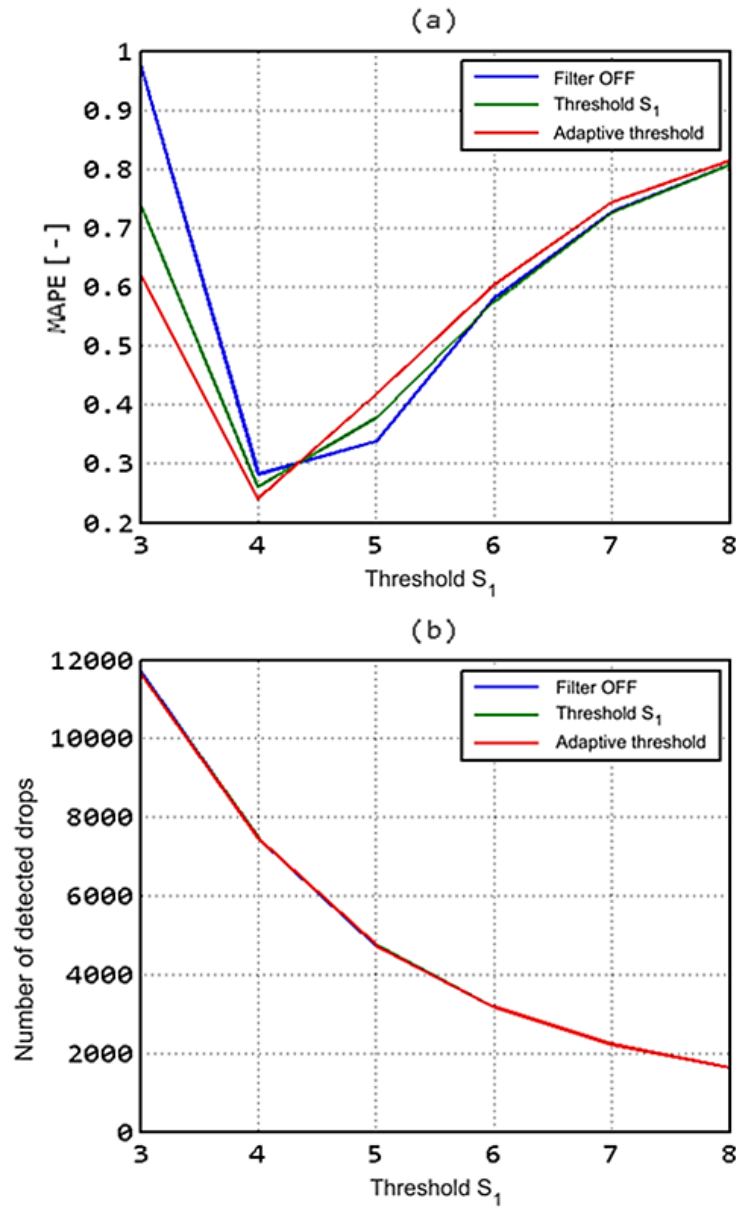 (a)
1
0.9
0.8
0.7
0.6
0.5
0.4
0.3
0.2
MAPE [-]
Filter OFF
Threshold S1
Adaptive threshold
3 4 5 6 7 8
Threshold S1
(b)
12000
10000
8000
6000
4000
2000
0
Number of detected drops
Filter OFF
Threshold S1
Adaptive threshold
3 4 5 6 7 8
Threshold S1